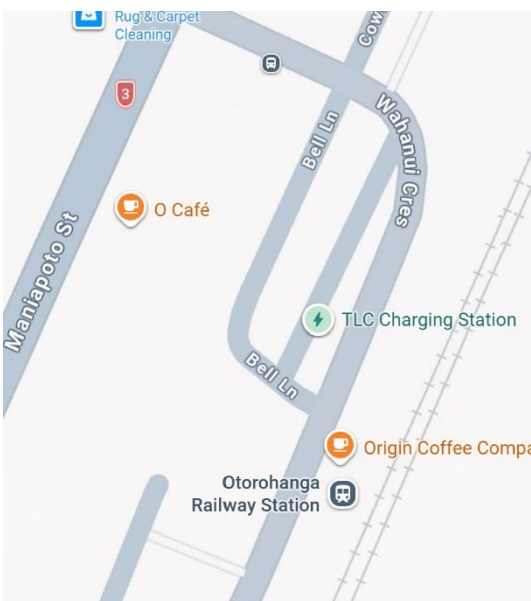 Rug & Carpet
Cleaning
3
Cow
Bell Ln
Wahanui Cres
O Café
Maniapoto St
TLC Charging Station
Bell Ln
Origin Coffee Compa
Otorohanga
Railway Station